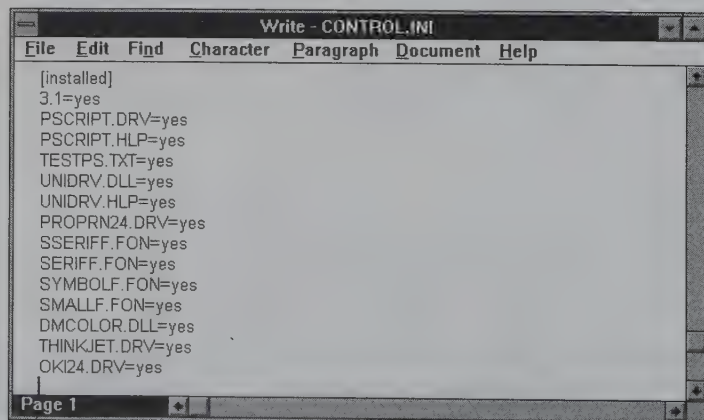 Write - CONTROL.INI
File Edit Find Character Paragraph Document Help
[installed]
3.1=yes
PSCRIPT.DRV=yes
PSCRIPT.HLP=yes
TESTPS.TXT=yes
UNIDRV.DLL=yes
UNIDRV.HLP=yes
PROPRN24.DRV=yes
SSERIFF.FON=yes
SERIFF.FON=yes
SYMBOLF.FON=yes
SMALLF.FON=yes
DMCOLOR.DLL=yes
THINKJET.DRV=yes
OKI24.DRV=yes
Page 1